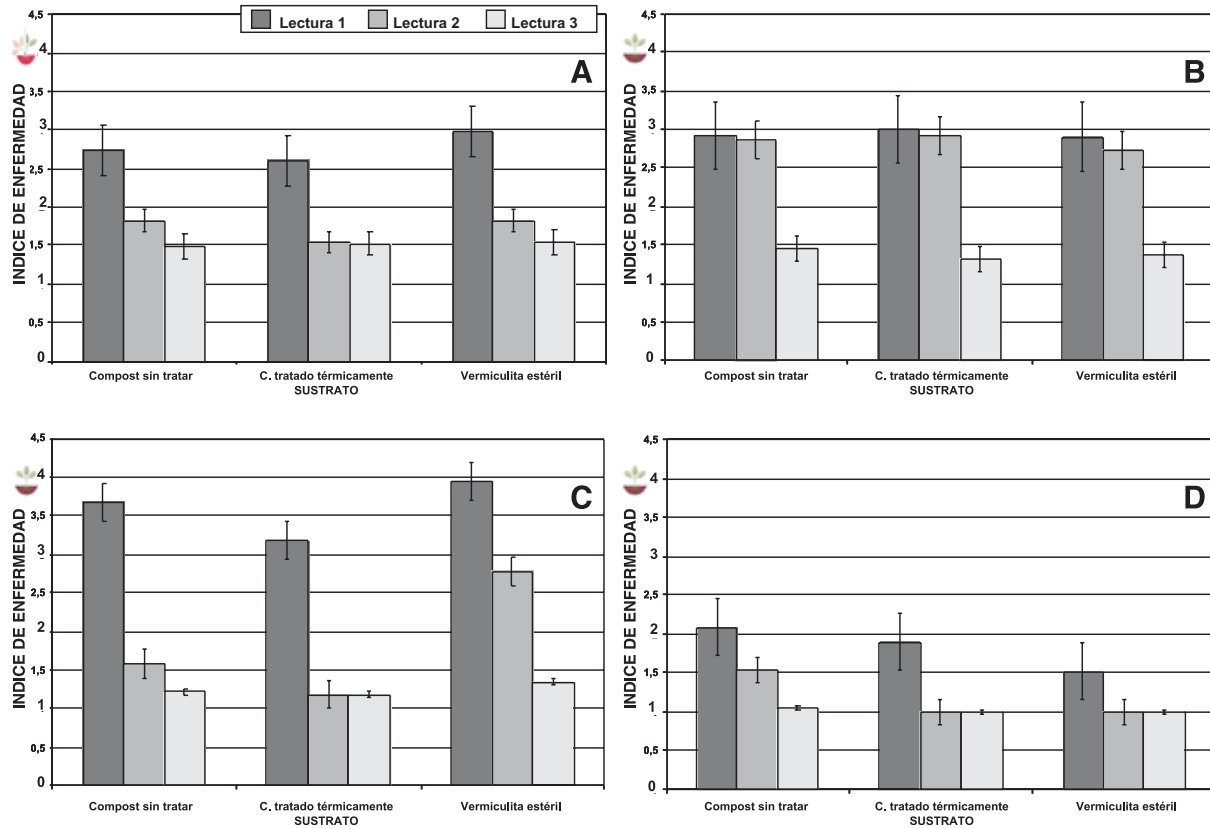 Lectura 1 Lectura 2 Lectura 3
A
INDICE DE ENFERMEDAD
4,5
4
3,5
3
2,5
2
1,5
1
0,5
0
Compost sin tratar C. tratado térmicamente Vermiculita estéril
SUSTRATO
B
INDICE DE ENFERMEDAD
4,5
4
3,5
3
2,5
2
1,5
1
0,5
0
Compost sin tratar C. tratado térmicamente Vermiculita estéril
SUSTRATO
C
INDICE DE ENFERMEDAD
4,5
4
3,5
3
2,5
2
1,5
1
0,5
0
Compost sin tratar C. tratado térmicamente Vermiculita estéril
SUSTRATO
D
INDICE DE ENFERMEDAD
4,5
4
3,5
3
2,5
2
1,5
1
0,5
0
Compost sin tratar C. tratado térmicamente Vermiculita estéril
SUSTRATO